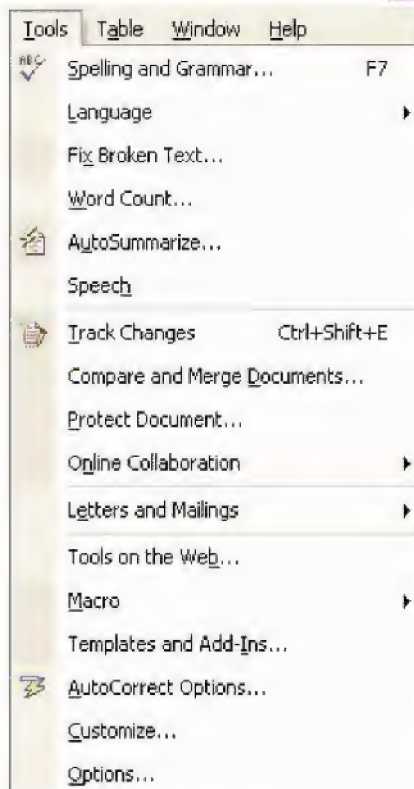 Tools Table Window Help
ABC Spelling and Grammar... F7
Language
Fix Broken Text...
Word Count...
AutoSummarize...
Speech
Track Changes Ctrl+Shift+E
Compare and Merge Documents...
Protect Document...
Online Collaboration
Letters and Mailings
Tools on the Web...
Macro
Templates and Add-Ins...
AutoCorrect Options...
Customize...
Options...